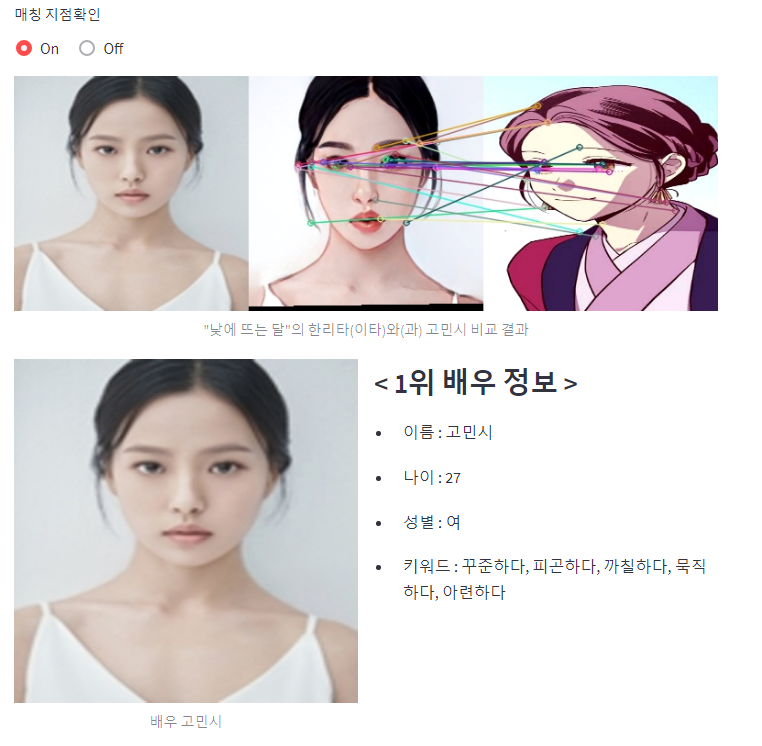 매칭 지점확인
On Off
"낮에 뜨는 달"의 한리타(이타)와(과) 고민시 비교 결과
< 1위 배우 정보 >
이름 : 고민시
나이 : 27
성별 : 여
키워드 : 꾸준하다, 피곤하다, 까칠하다, 묵직
하다, 아련하다
배우 고민시